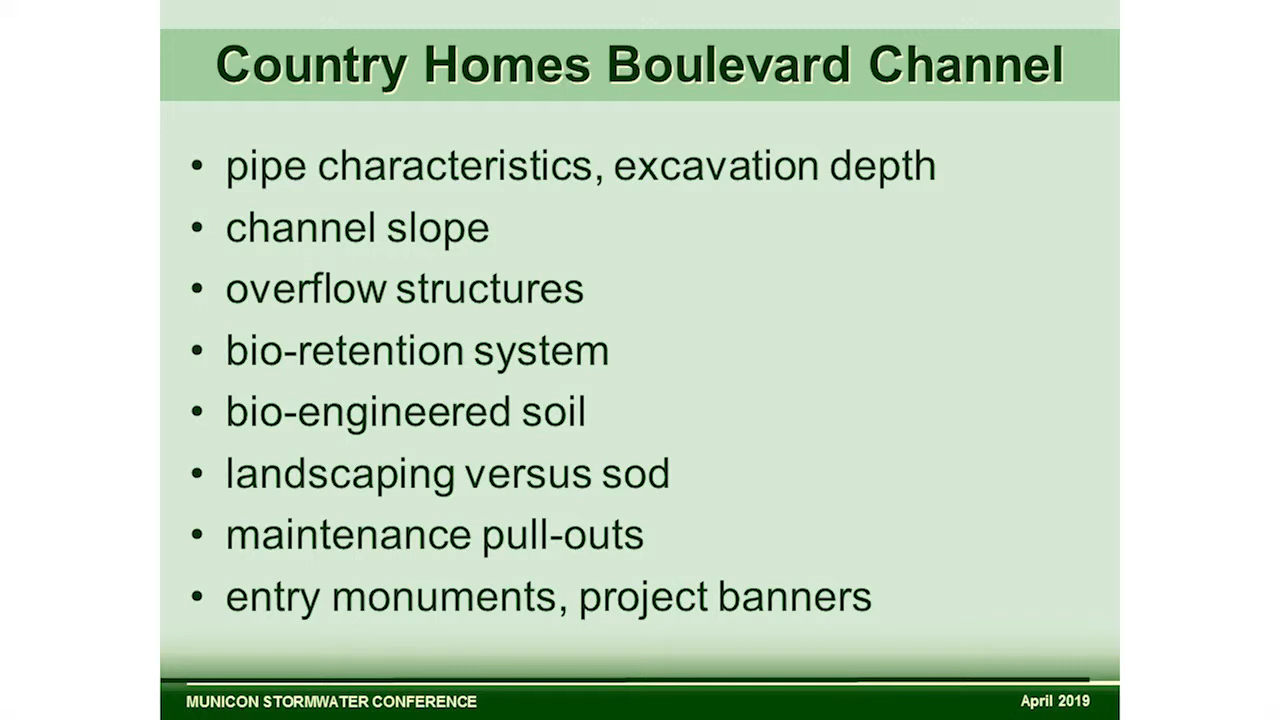 Country Homes Boulevard Channel
• pipe characteristics, excavation depth
• channel slope
• overflow structures
• bio-retention system
• bio-engineered soil
• landscaping versus sod
• maintenance pull-outs
• entry monuments, project banners
MUNICON STORMWATER CONFERENCE
April 2019